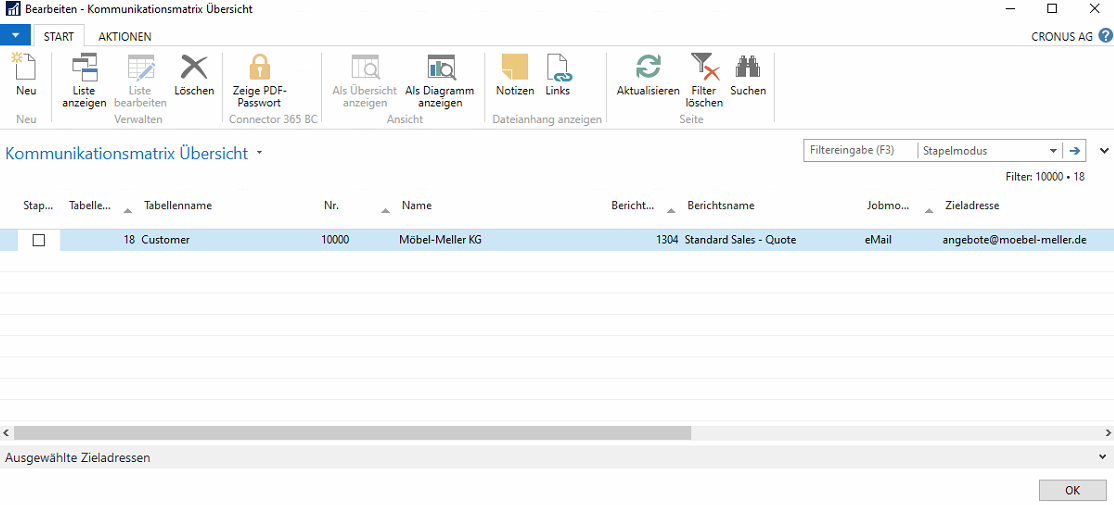 Bearbeiten - Kommunikationsmatrix Übersicht
START AKTIONEN CRONUS AG ?
Neu Liste anzeigen Liste bearbeiten Löschen Zeige PDF-Passwort Als Übersicht anzeigen Als Diagramm anzeigen Notizen Links Aktualisieren Filter löschen Suchen
Neu Verwalten Connector 365 BC Ansicht Dateianhang anzeigen Seite
Kommunikationsmatrix Übersicht Filtereingabe (F3) Stapelmodus
Filter: 10000 • 18
Stap... Tabelle... Tabellenname Nr. Name Bericht... Berichtsname Jobmo... Zieladresse
18 Customer 10000 Möbel-Meller KG 1304 Standard Sales - Quote eMail angebote@moebel-meller.de
Ausgewählte Zieladressen
OK